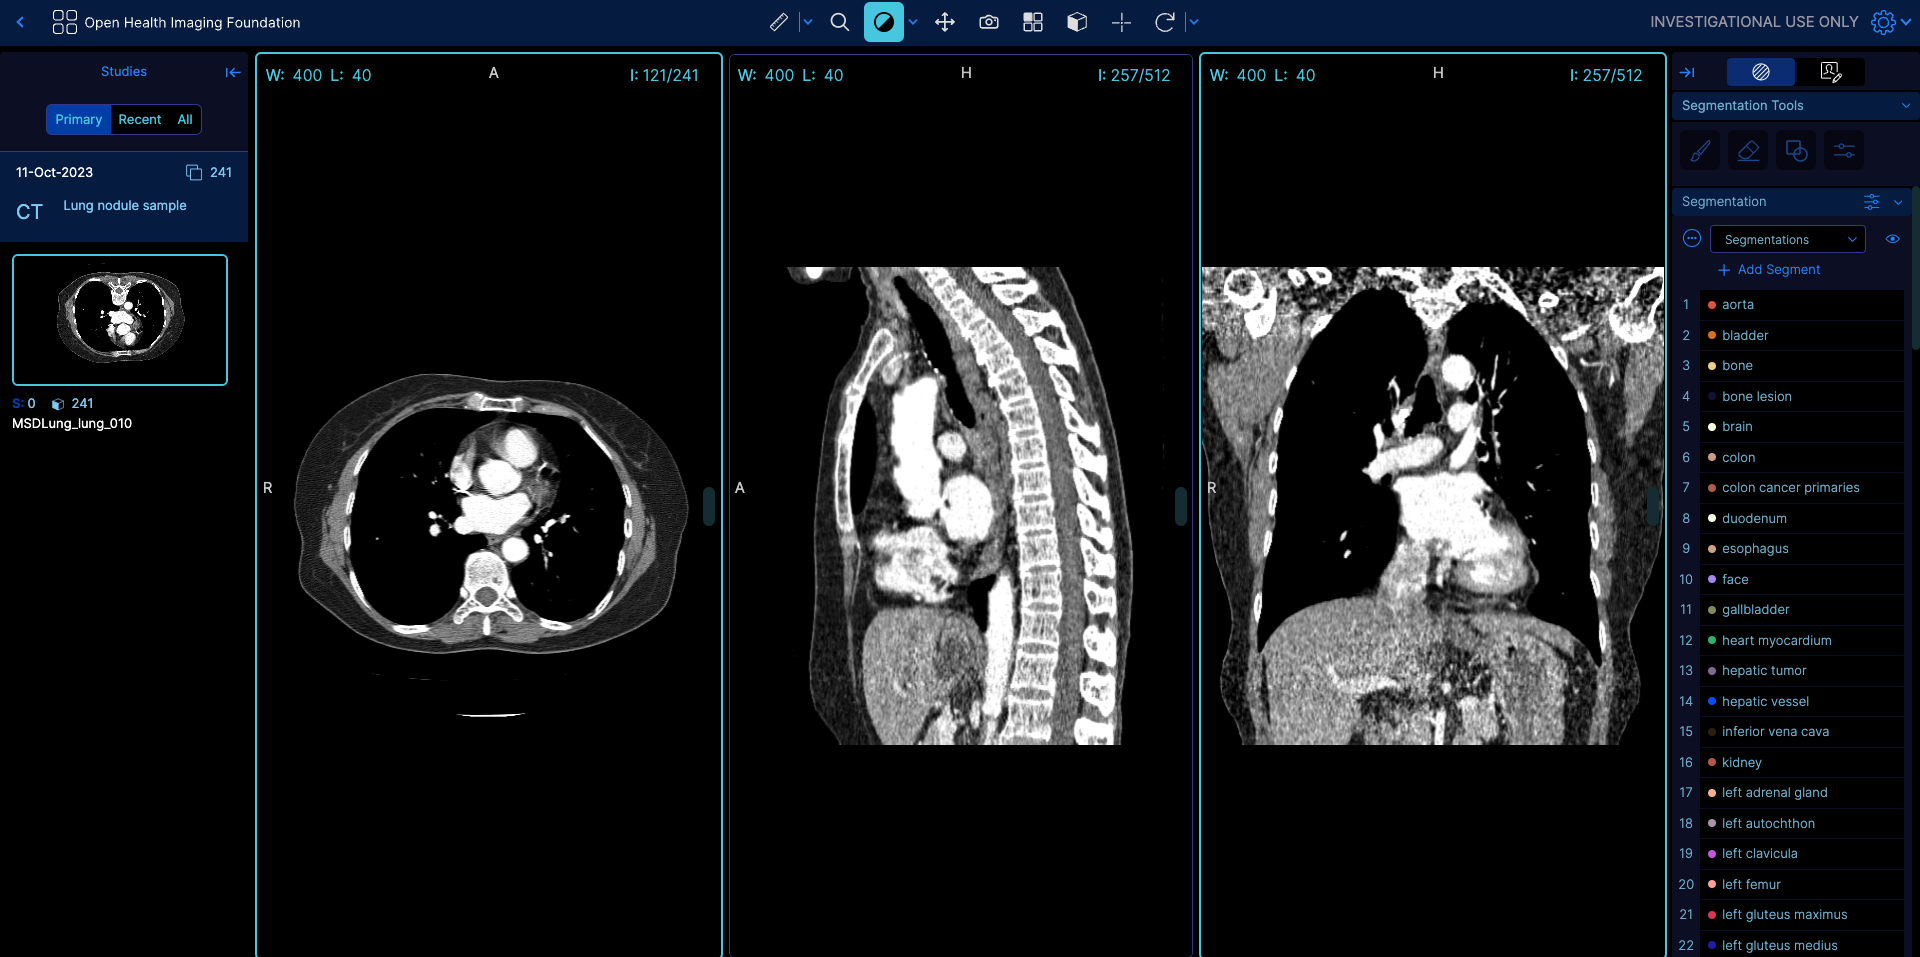 Open Health Imaging Foundation
INVESTIGATIONAL USE ONLY
Studies
Primary Recent All
11-Oct-2023 241
CT Lung nodule sample
S: 0 241
MSDLung_lung_010
W: 400 L: 40 A I: 121/241
R
W: 400 L: 40 H I: 257/512
A
W: 400 L: 40 H I: 257/512
R
Segmentation Tools
Segmentation
Segmentations
Add Segment
1 aorta
2 bladder
3 bone
4 bone lesion
5 brain
6 colon
7 colon cancer primaries
8 duodenum
9 esophagus
10 face
11 gallbladder
12 heart myocardium
13 hepatic tumor
14 hepatic vessel
15 inferior vena cava
16 kidney
17 left adrenal gland
18 left autochthon
19 left clavicula
20 left femur
21 left gluteus maximus
22 left gluteus medius